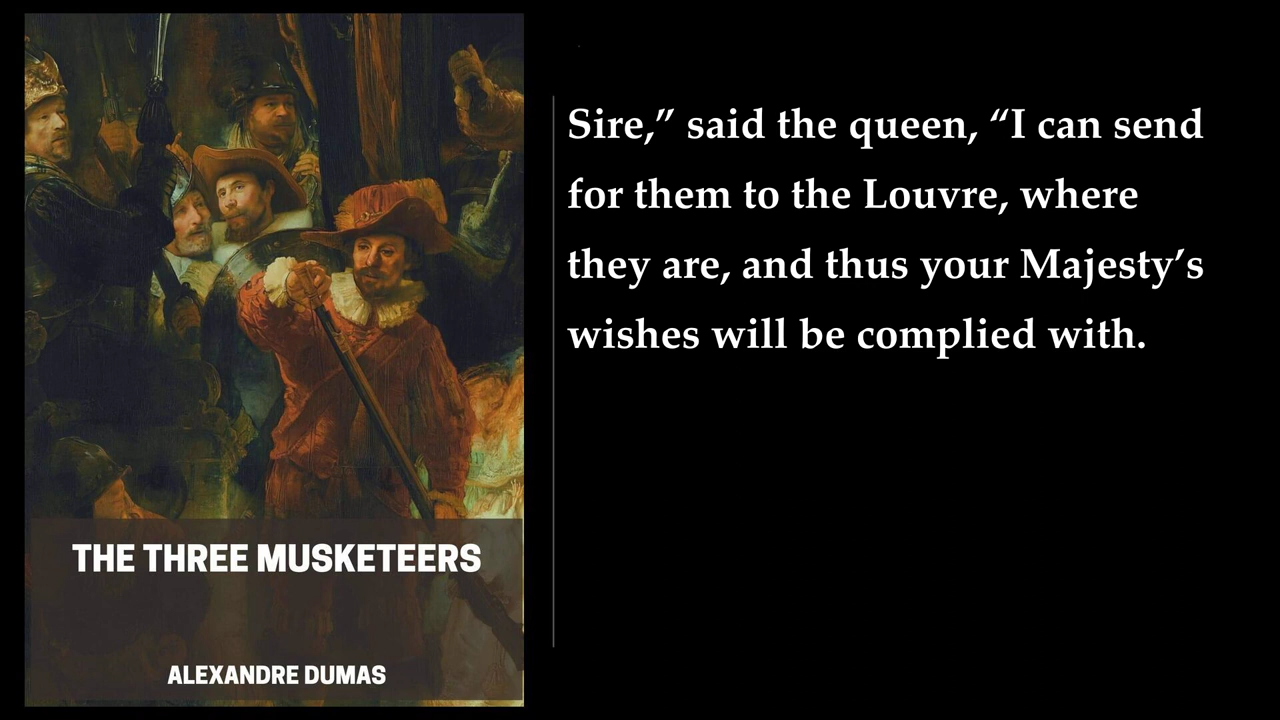 THE THREE MUSKETEERS
ALEXANDRE DUMAS
Sire,” said the queen, “I can send
for them to the Louvre, where
they are, and thus your Majesty’s
wishes will be complied with.